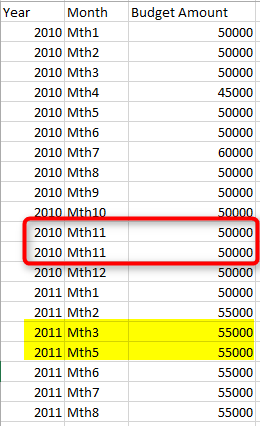 Year Month Budget Amount
2010 Mth1 50000
2010 Mth2 50000
2010 Mth3 50000
2010 Mth4 45000
2010 Mth5 50000
2010 Mth6 50000
2010 Mth7 60000
2010 Mth8 50000
2010 Mth9 50000
2010 Mth10 50000
2010 Mth11 50000
2010 Mth11 50000
2010 Mth12 50000
2011 Mth1 50000
2011 Mth2 55000
2011 Mth3 55000
2011 Mth5 55000
2011 Mth6 55000
2011 Mth7 55000
2011 Mth8 55000